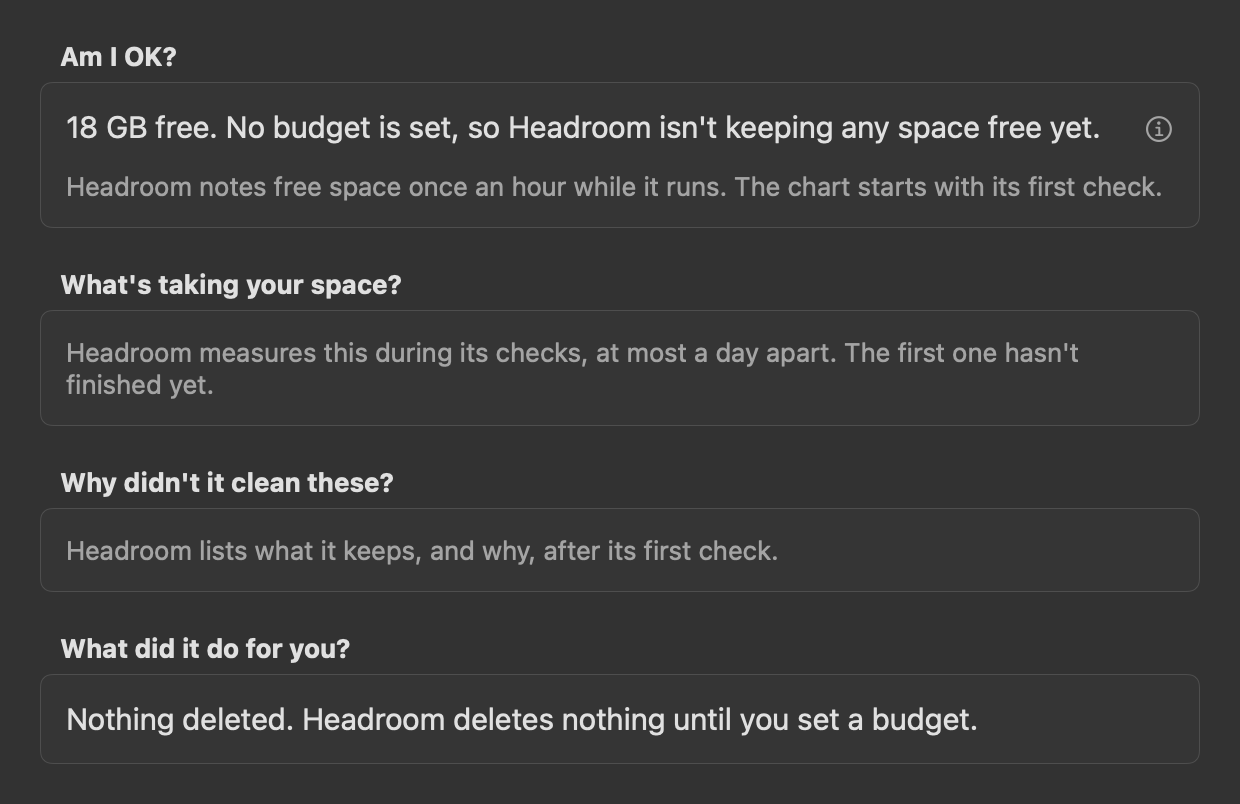 Am I OK?
18 GB free. No budget is set, so Headroom isn't keeping any space free yet.
Headroom notes free space once an hour while it runs. The chart starts with its first check.
What's taking your space?
Headroom measures this during its checks, at most a day apart. The first one hasn't
finished yet.
Why didn't it clean these?
Headroom lists what it keeps, and why, after its first check.
What did it do for you?
Nothing deleted. Headroom deletes nothing until you set a budget.